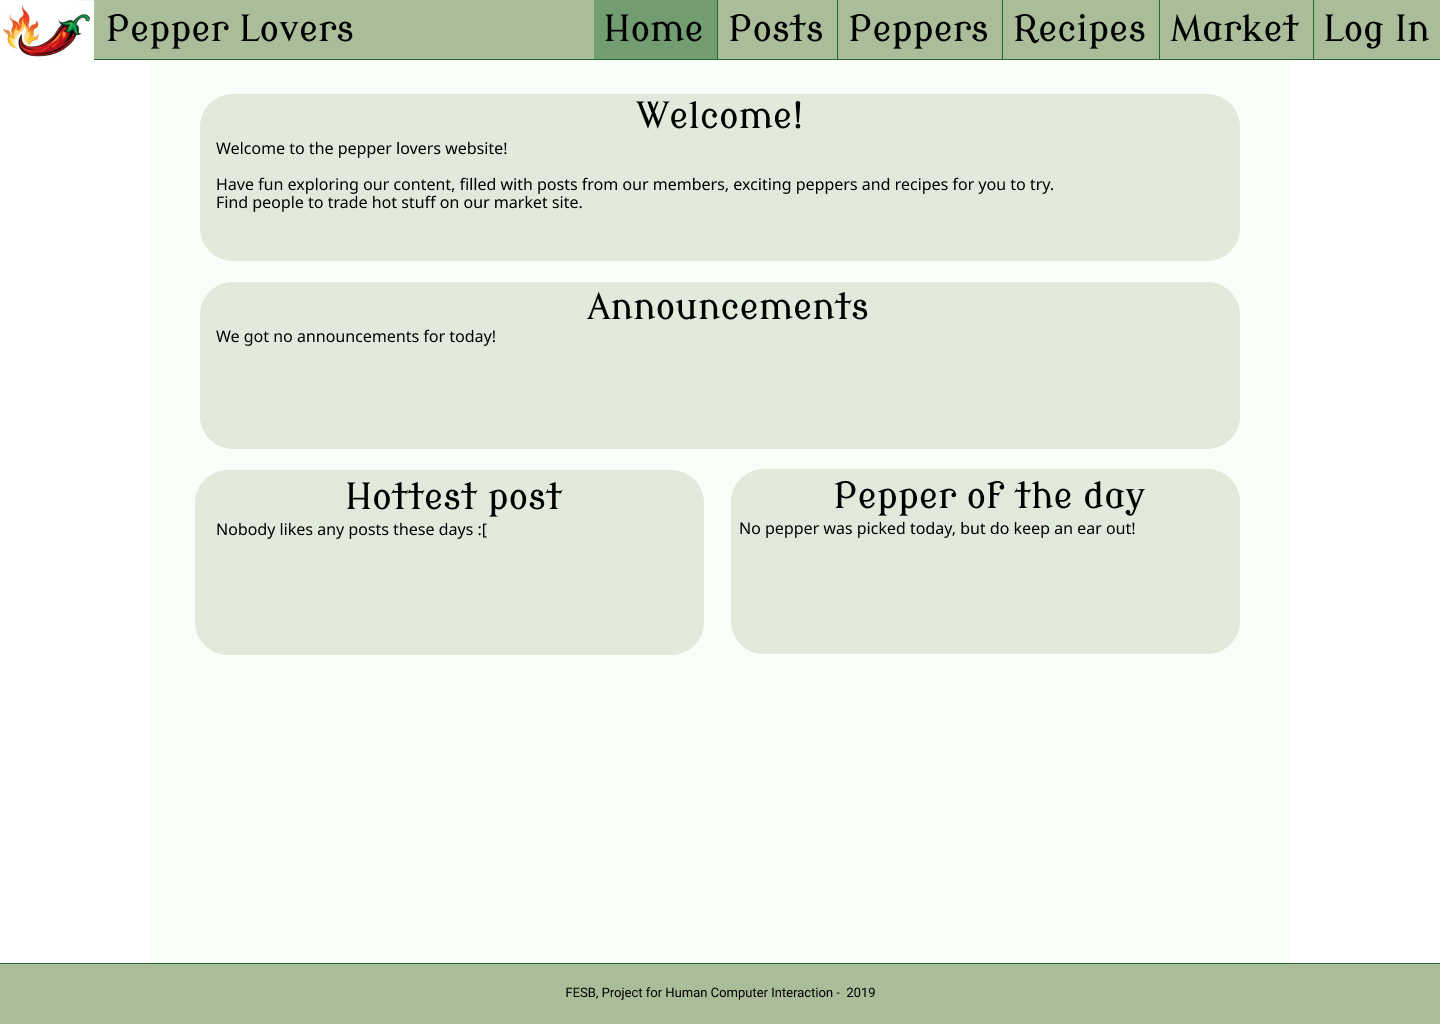 Pepper Lovers
Home
Posts
Peppers
Recipes
Market
Log In
Welcome!
Welcome to the pepper lovers website!
Have fun exploring our content, filled with posts from our members, exciting peppers and recipes for you to try.
Find people to trade hot stuff on our market site.
Announcements
We got no announcements for today!
Hottest post
Nobody likes any posts these days :[
Pepper of the day
No pepper was picked today, but do keep an ear out!
FESB, Project for Human Computer Interaction -  2019